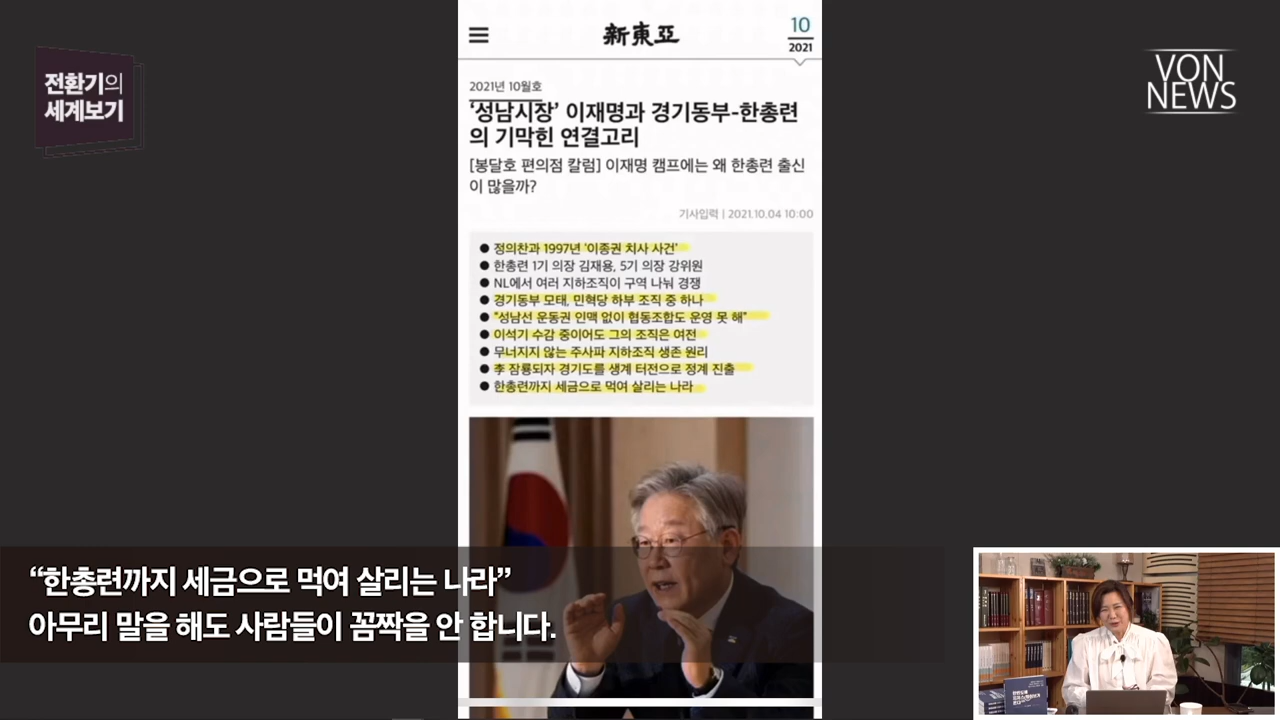 전환기의
세계보기
新東亞
10
2021
VON
NEWS
2021년 10월호
‘성남시장’ 이재명과 경기동부-한총련
의 기막힌 연결고리
[봉달호 편의점 칼럼] 이재명 캠프에는 왜 한총련 출신
이 많을까?
기사입력 | 2021.10.04 10:00
● 정의찬과 1997년 ‘이종권 치사 사건’
● 한총련 1기 의장 김재용, 5기 의장 강위원
● NL에서 여러 지하조직이 구역 나눠 경쟁
● 경기동부 모태, 민혁당 하부 조직 중 하나
● “성남선 운동권 인맥 없이 협동조합도 운영 못 해”
● 이석기 수감 중이어도 그의 조직은 여전
● 무너지지 않는 주사파 지하조직 생존 원리
● 李 잠룡되자 경기도를 생계 터전으로 정계 진출
● 한총련까지 세금으로 먹여 살리는 나라
“한총련까지 세금으로 먹여 살리는 나라”
아무리 말을 해도 사람들이 꼼짝을 안 합니다.